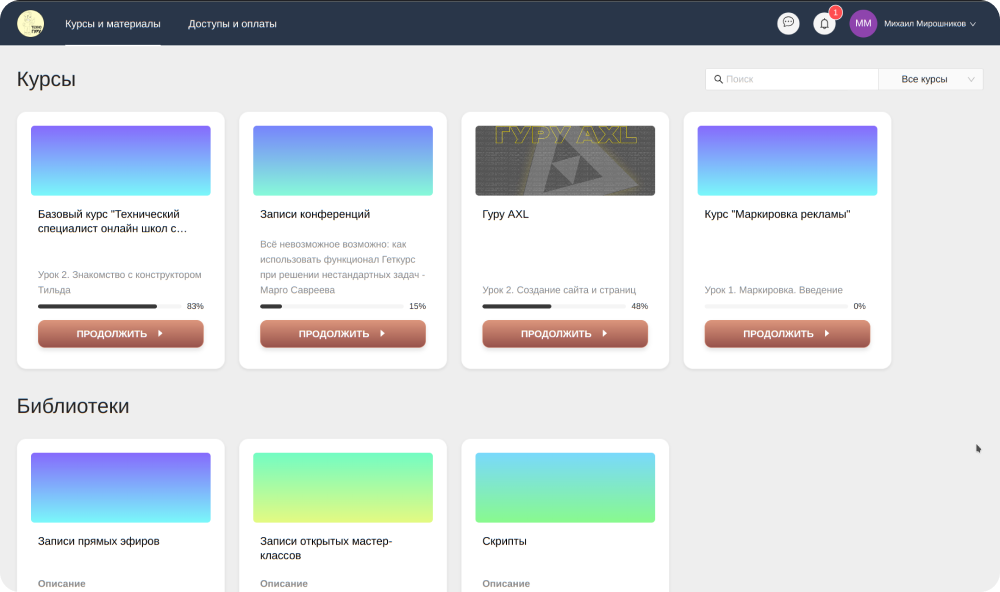 ТЕХНО
ГУРУ
Курсы и материалы
Доступы и оплаты
1
ММ
Михаил Мирошников
Курсы
Поиск
Все курсы
ГУРУ AXL
Базовый курс "Технический
специалист онлайн школ с...
Урок 2. Знакомство с конструктором
Тильда
83%
ПРОДОЛЖИТЬ
Записи конференций
Всё невозможное возможно: как
использовать функционал Геткурс
при решении нестандартных задач -
Марго Савреева
15%
ПРОДОЛЖИТЬ
Гуру AXL
Урок 2. Создание сайта и страниц
48%
ПРОДОЛЖИТЬ
Курс "Маркировка рекламы"
Урок 1. Маркировка. Введение
0%
ПРОДОЛЖИТЬ
Библиотеки
Записи прямых эфиров
Описание
Записи открытых мастер-
классов
Описание
Скрипты
Описание